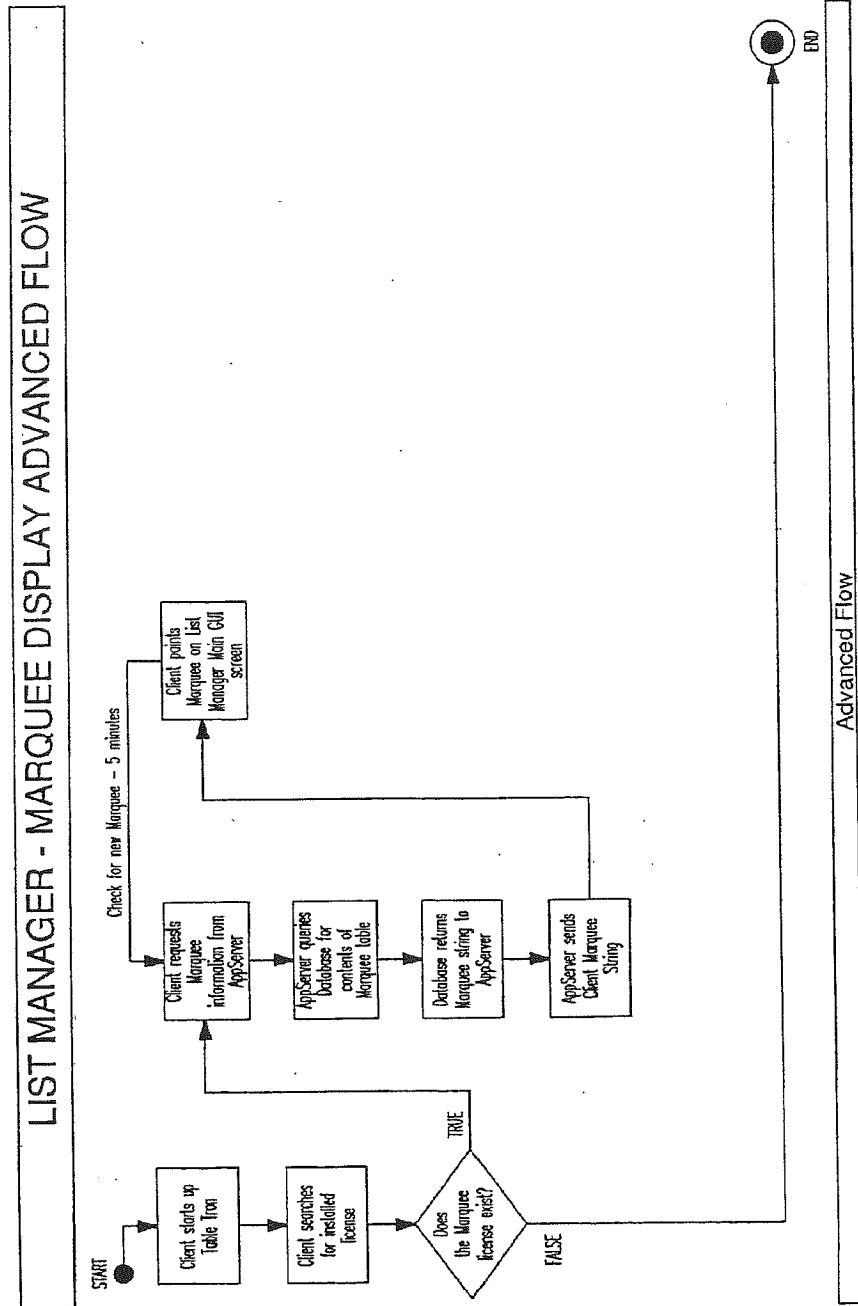 LIST MANAGER - MARQUEE DISPLAY ADVANCED FLOW
START
Client starts up
Table Tron
Client searches
for installed
license
Does
the Marquee
license exist?
TRUE
FALSE
Check for new Marquee - 5 minutes
Client requests
Marquee
information from
AppServer
AppServer queries
Database for
contents of
Marquee table
Database returns
Marquee string to
AppServer
AppServer sends
Client Marquee
String
Client paints
Marquee on List
Manager Main GUI
screen
END
Advanced Flow